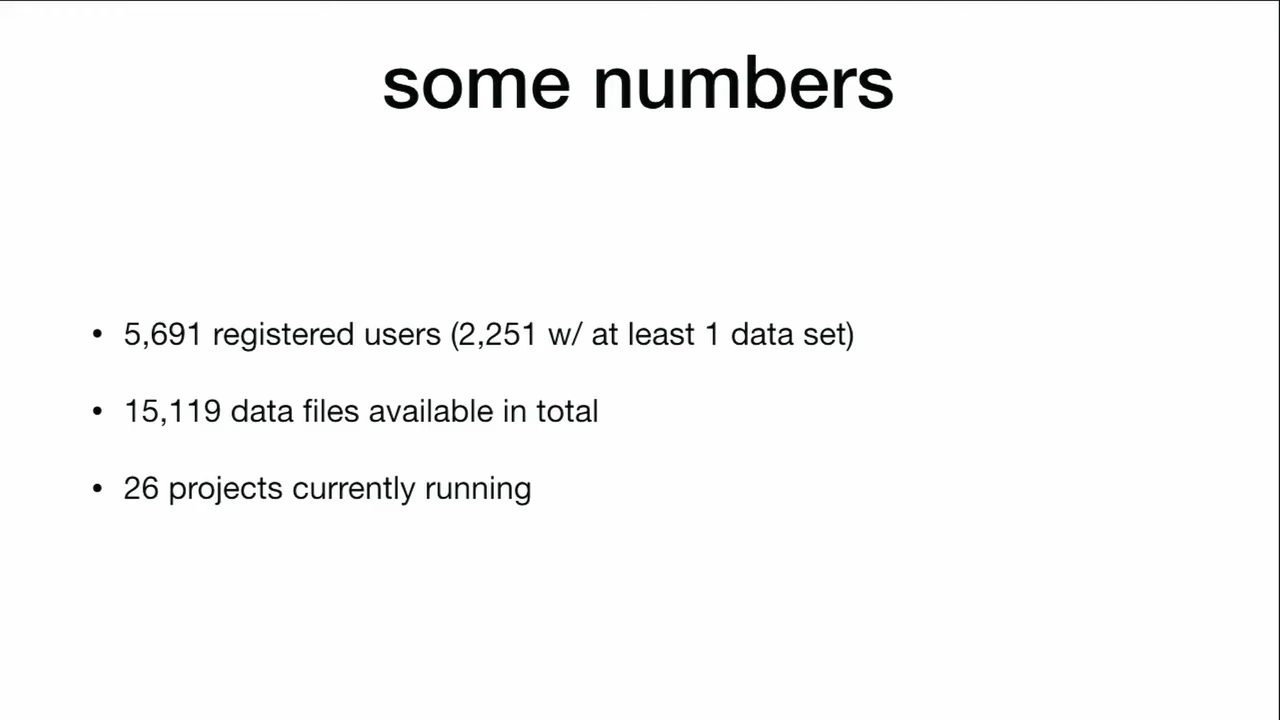 some numbers
• 5,691 registered users (2,251 w/ at least 1 data set)
• 15,119 data files available in total
• 26 projects currently running